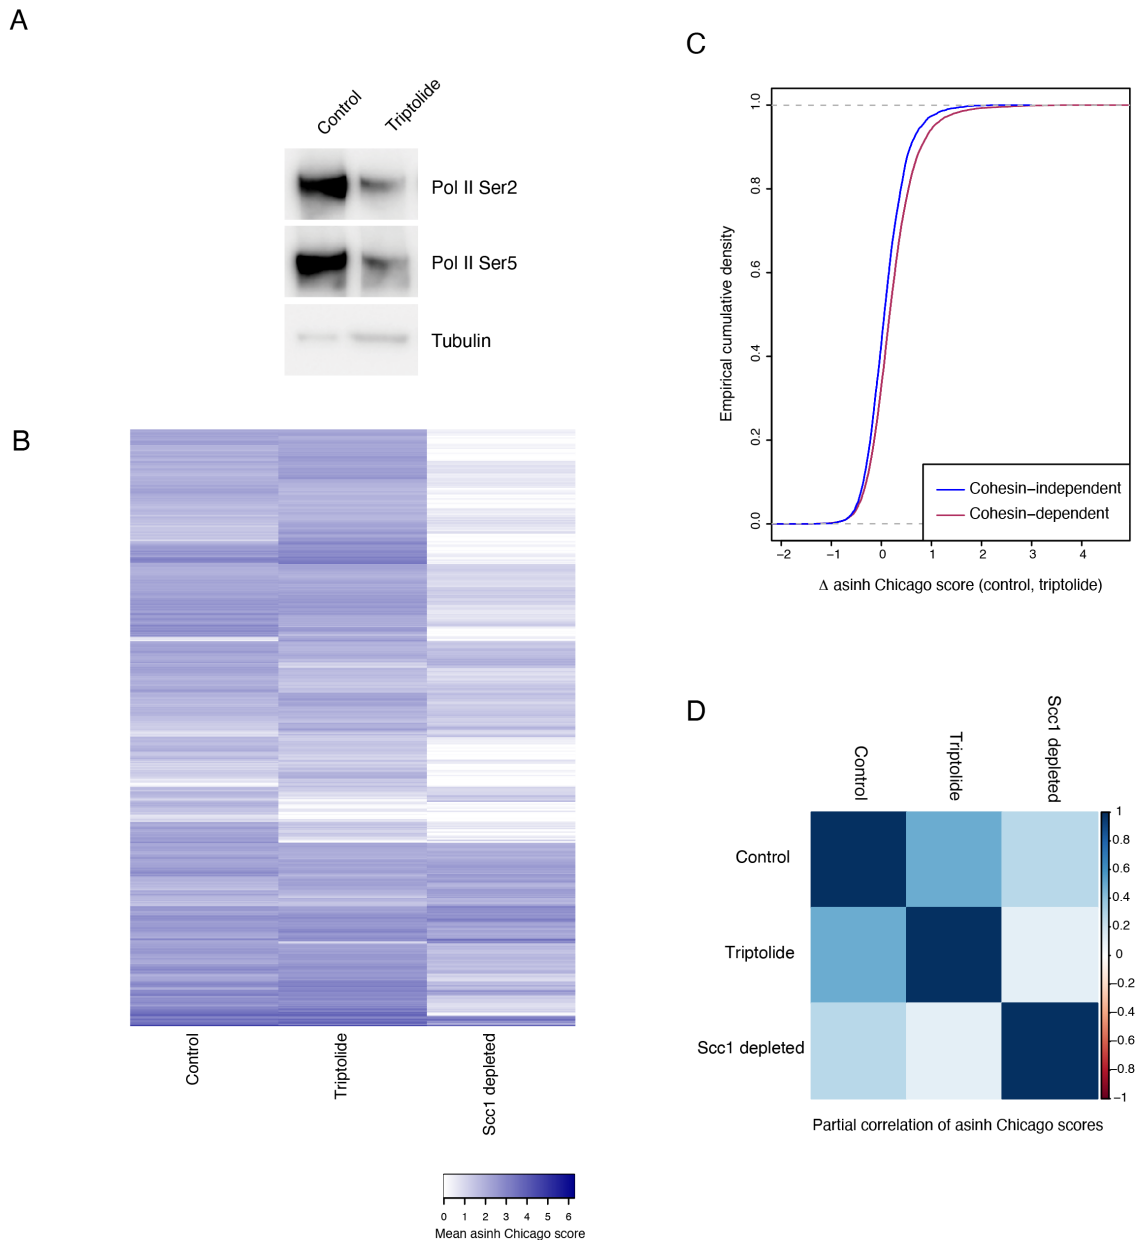 A
Control
Triptolide
Pol II Ser2
Pol II Ser5
Tubulin
B
Control
Triptolide
Scc1 depleted
0 1 2 3 4 5 6
Mean asinh Chicago score
C
Empirical cumulative density
1.0
0.8
0.6
0.4
0.2
0.0
Cohesin−independent
Cohesin−dependent
−2 −1 0 1 2 3 4
Δ asinh Chicago score (control, triptolide)
D
Control
Triptolide
Scc1 depleted
Control
Triptolide
Scc1 depleted
1
0.8
0.6
0.4
0.2
0
−0.2
−0.4
−0.6
−0.8
−1
Partial correlation of asinh Chicago scores